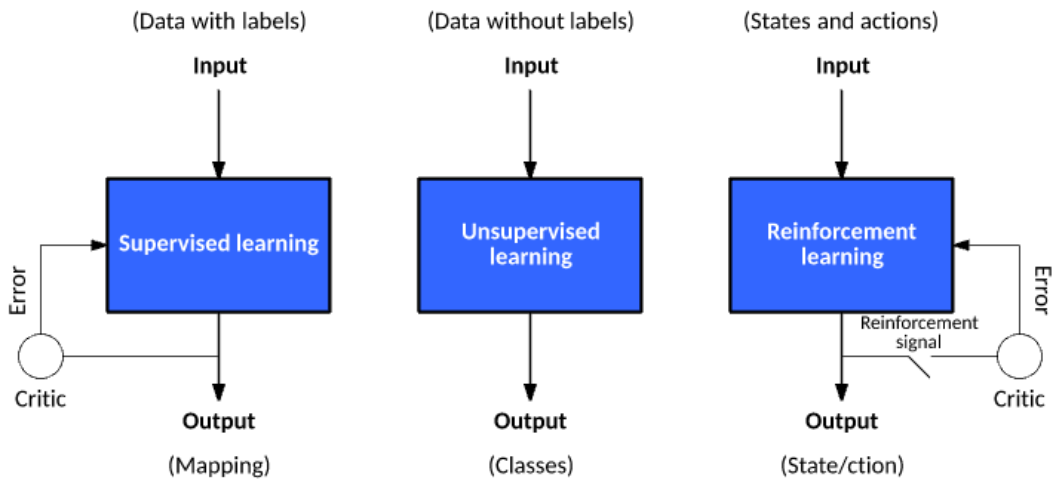 (Data with labels)
Input
Supervised learning
Error
Critic
Output
(Mapping)
(Data without labels)
Input
Unsupervised
learning
Output
(Classes)
(States and actions)
Input
Reinforcement
learning
Reinforcement
signal
Error
Critic
Output
(State/ction)